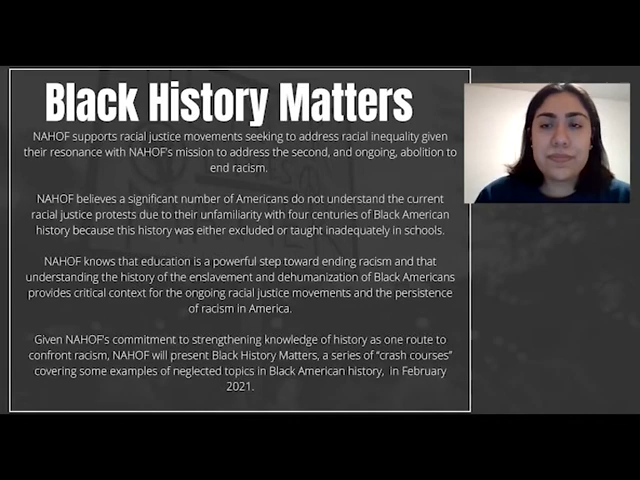 Black History Matters
NAHOF supports racial justice movements seeking to address racial inequality given
their resonance with NAHOF's mission to address the second, and ongoing, abolition to
end racism.
NAHOF believes a significant number of Americans do not understand the current
racial justice protests due to their unfamiliarity with four centuries of Black American
history because this history was either excluded or taught inadequately in schools.
NAHOF knows that education is a powerful step toward ending racism and that
understanding the history of the enslavement and dehumanization of Black Americans
provides critical context for the ongoing racial justice movements and the persistence
of racism in America.
Given NAHOF's commitment to strengthening knowledge of history as one route to
confront racism, NAHOF will present Black History Matters, a series of “crash courses”
covering some examples of neglected topics in Black American history, in February
2021.